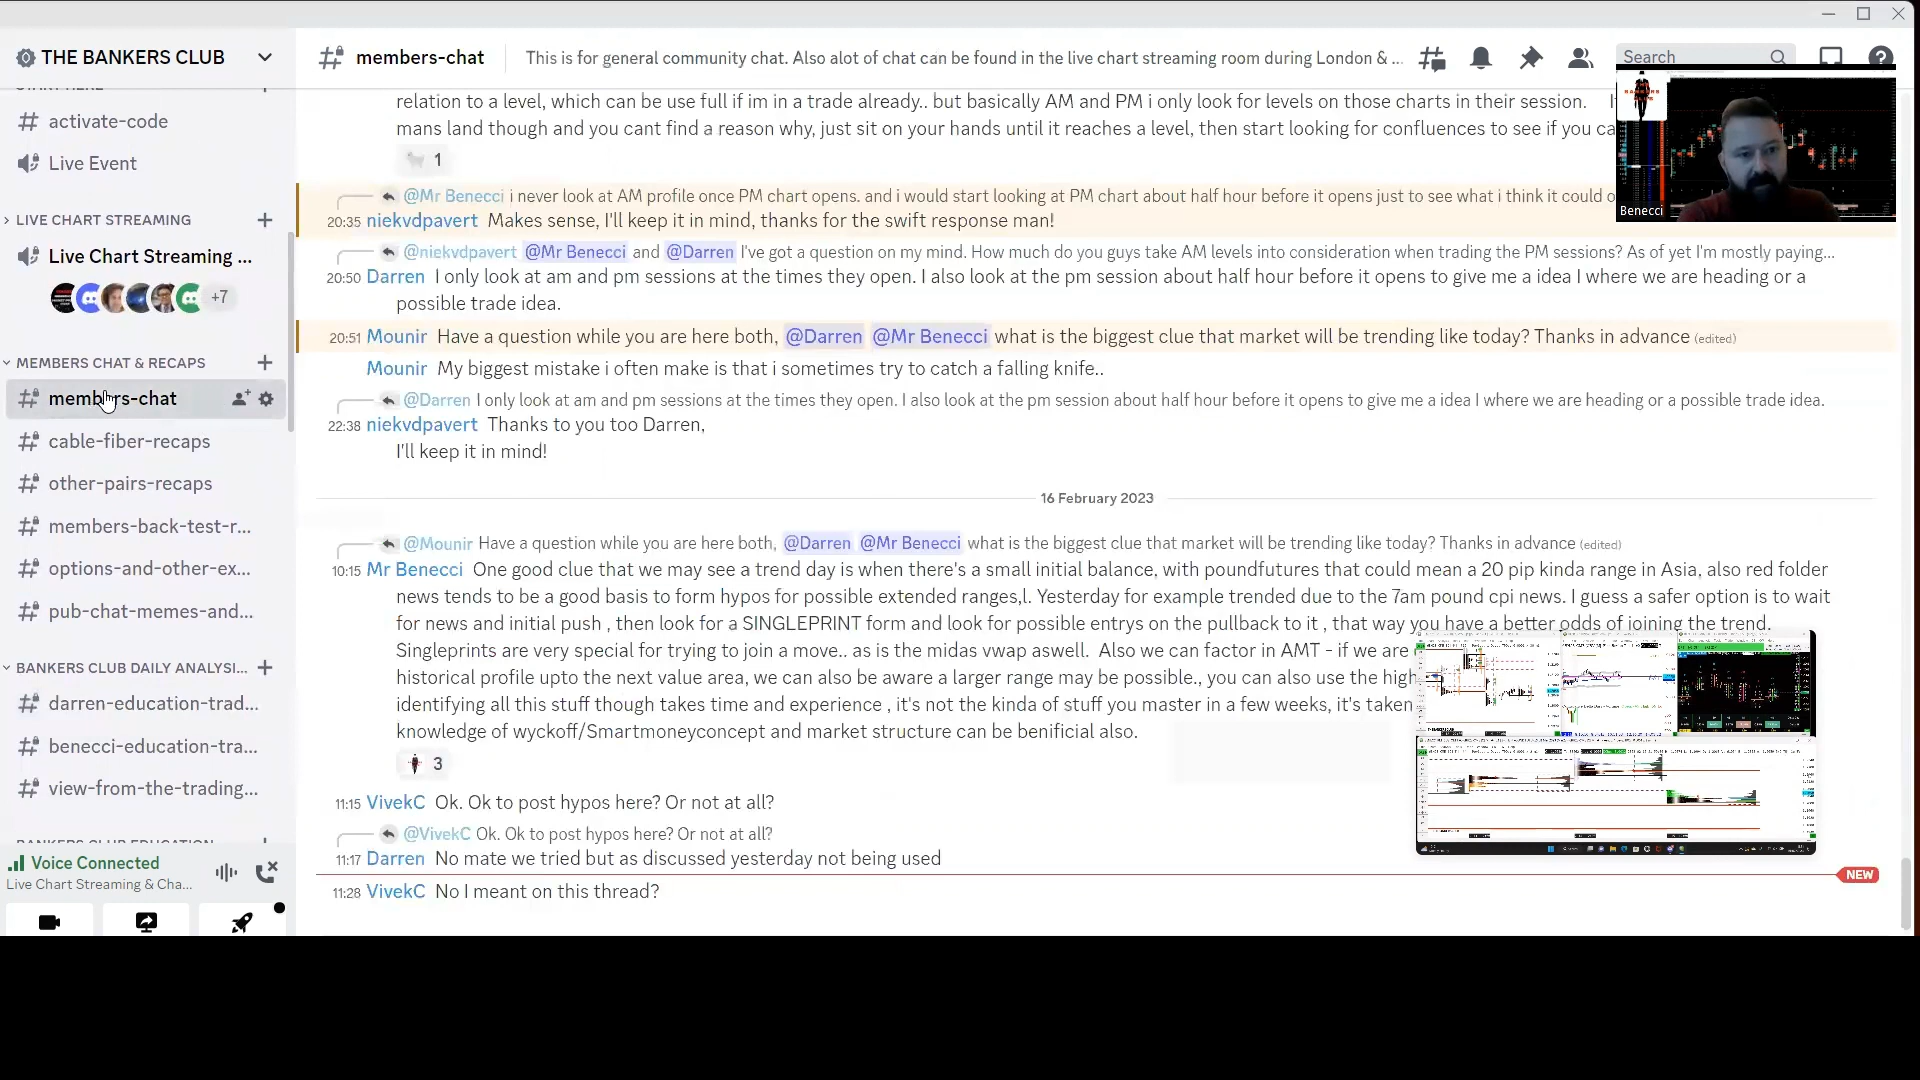 THE BANKERS CLUB
members-chat
This is for general community chat. Also alot of chat can be found in the live chart streaming room during London & ...
Search
START HERE
activate-code
Live Event
LIVE CHART STREAMING
Live Chart Streaming ...
+7
MEMBERS CHAT & RECAPS
members-chat
cable-fiber-recaps
other-pairs-recaps
members-back-test-r...
options-and-other-ex...
pub-chat-memes-and...
BANKERS CLUB DAILY ANALYSI...
darren-education-trad...
benecci-education-tra...
view-from-the-trading...
BANKERS CLUB EDUCATION
Voice Connected
Live Chart Streaming & Cha...
relation to a level, which can be use full if im in a trade already.. but basically AM and PM i only look for levels on those charts in their session.
mans land though and you cant find a reason why, just sit on your hands until it reaches a level, then start looking for confluences to see if you ca
1
@Mr Benecci i never look at AM profile once PM chart opens. and i would start looking at PM chart about half hour before it opens just to see what i think it could o
20:35 niekvdpavert Makes sense, I'll keep it in mind, thanks for the swift response man!
@niekvdpavert @Mr Benecci and @Darren I've got a question on my mind. How much do you guys take AM levels into consideration when trading the PM sessions? As of yet I'm mostly paying...
20:50 Darren I only look at am and pm sessions at the times they open. I also look at the pm session about half hour before it opens to give me a idea I where we are heading or a
possible trade idea.
20:51 Mounir Have a question while you are here both, @Darren @Mr Benecci what is the biggest clue that market will be trending like today? Thanks in advance (edited)
Mounir My biggest mistake i often make is that i sometimes try to catch a falling knife..
@Darren I only look at am and pm sessions at the times they open. I also look at the pm session about half hour before it opens to give me a idea I where we are heading or a possible trade idea.
22:38 niekvdpavert Thanks to you too Darren,
I'll keep it in mind!
16 February 2023
@Mounir Have a question while you are here both, @Darren @Mr Benecci what is the biggest clue that market will be trending like today? Thanks in advance (edited)
10:15 Mr Benecci One good clue that we may see a trend day is when there's a small initial balance, with poundfutures that could mean a 20 pip kinda range in Asia, also red folder
news tends to be a good basis to form hypos for possible extended ranges,l. Yesterday for example trended due to the 7am pound cpi news. I guess a safer option is to wait
for news and initial push , then look for a SINGLEPRINT form and look for possible entrys on the pullback to it , that way you have a better odds of joining the trend.
Singleprints are very special for trying to join a move.. as is the midas vwap aswell. Also we can factor in AMT - if we are
historical profile upto the next value area, we can also be aware a larger range may be possible., you can also use the high
identifying all this stuff though takes time and experience , it's not the kinda of stuff you master in a few weeks, it's taken
knowledge of wyckoff/Smartmoneyconcept and market structure can be benificial also.
3
11:15 VivekC Ok. Ok to post hypos here? Or not at all?
@VivekC Ok. Ok to post hypos here? Or not at all?
11:17 Darren No mate we tried but as discussed yesterday not being used
NEW
11:28 VivekC No I meant on this thread?
Benecci